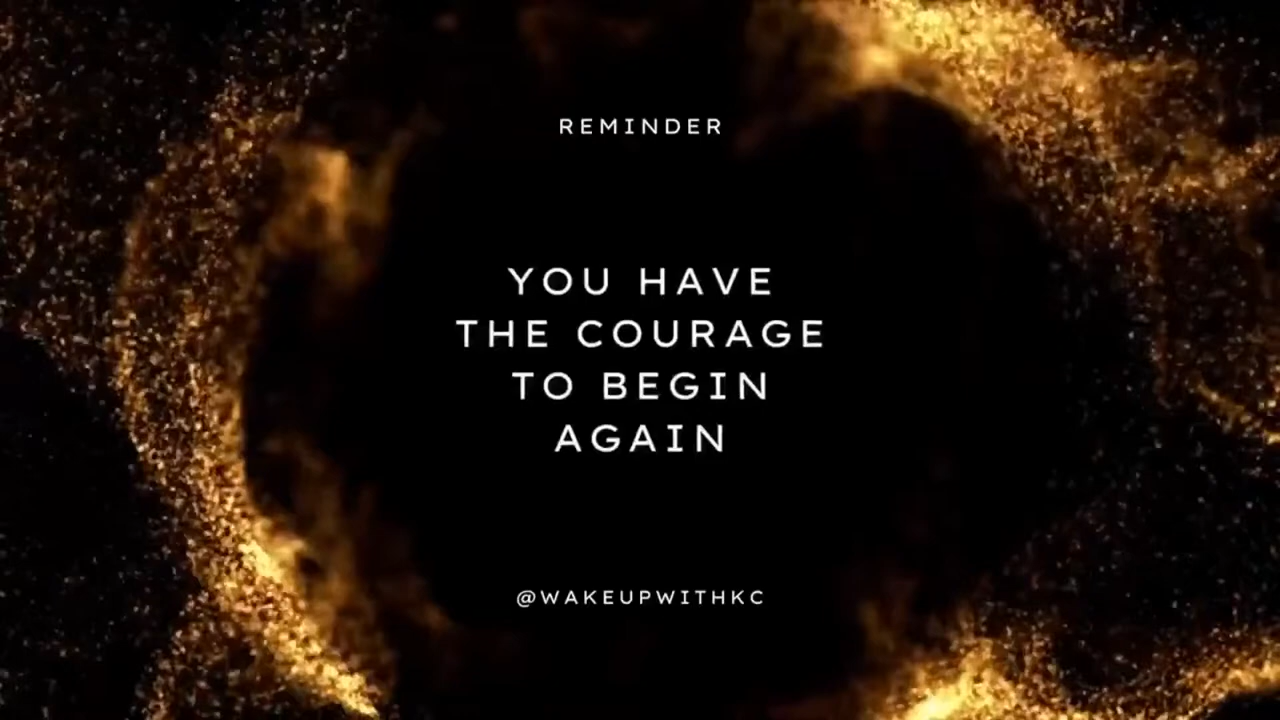 REMINDER
YOU HAVE
THE COURAGE
TO BEGIN
AGAIN
@WAKEUPWITHKC